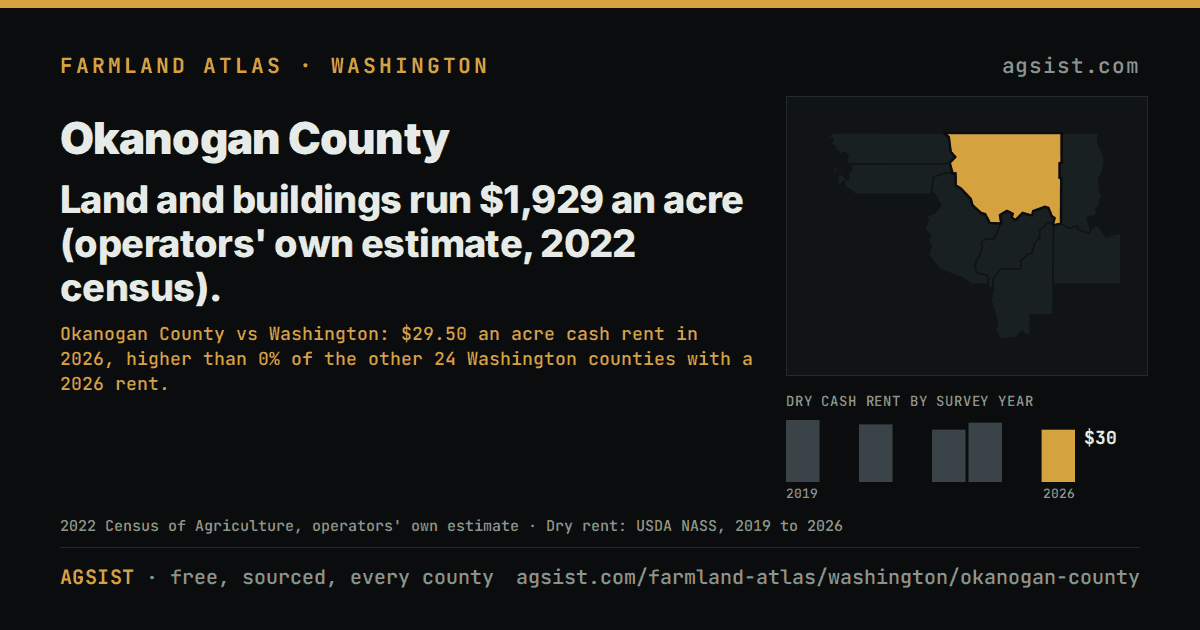 FARMLAND ATLAS · WASHINGTON
agsist.com
Okanogan County
Land and buildings run $1,929 an acre
(operators' own estimate, 2022
census).
Okanogan County vs Washington: $29.50 an acre cash rent in
2026, higher than 0% of the other 24 Washington counties with a
2026 rent.
DRY CASH RENT BY SURVEY YEAR
$30
2019
2026
2022 Census of Agriculture, operators' own estimate · Dry rent: USDA NASS, 2019 to 2026
AGSIST · free, sourced, every county
agsist.com/farmland-atlas/washington/okanogan-county